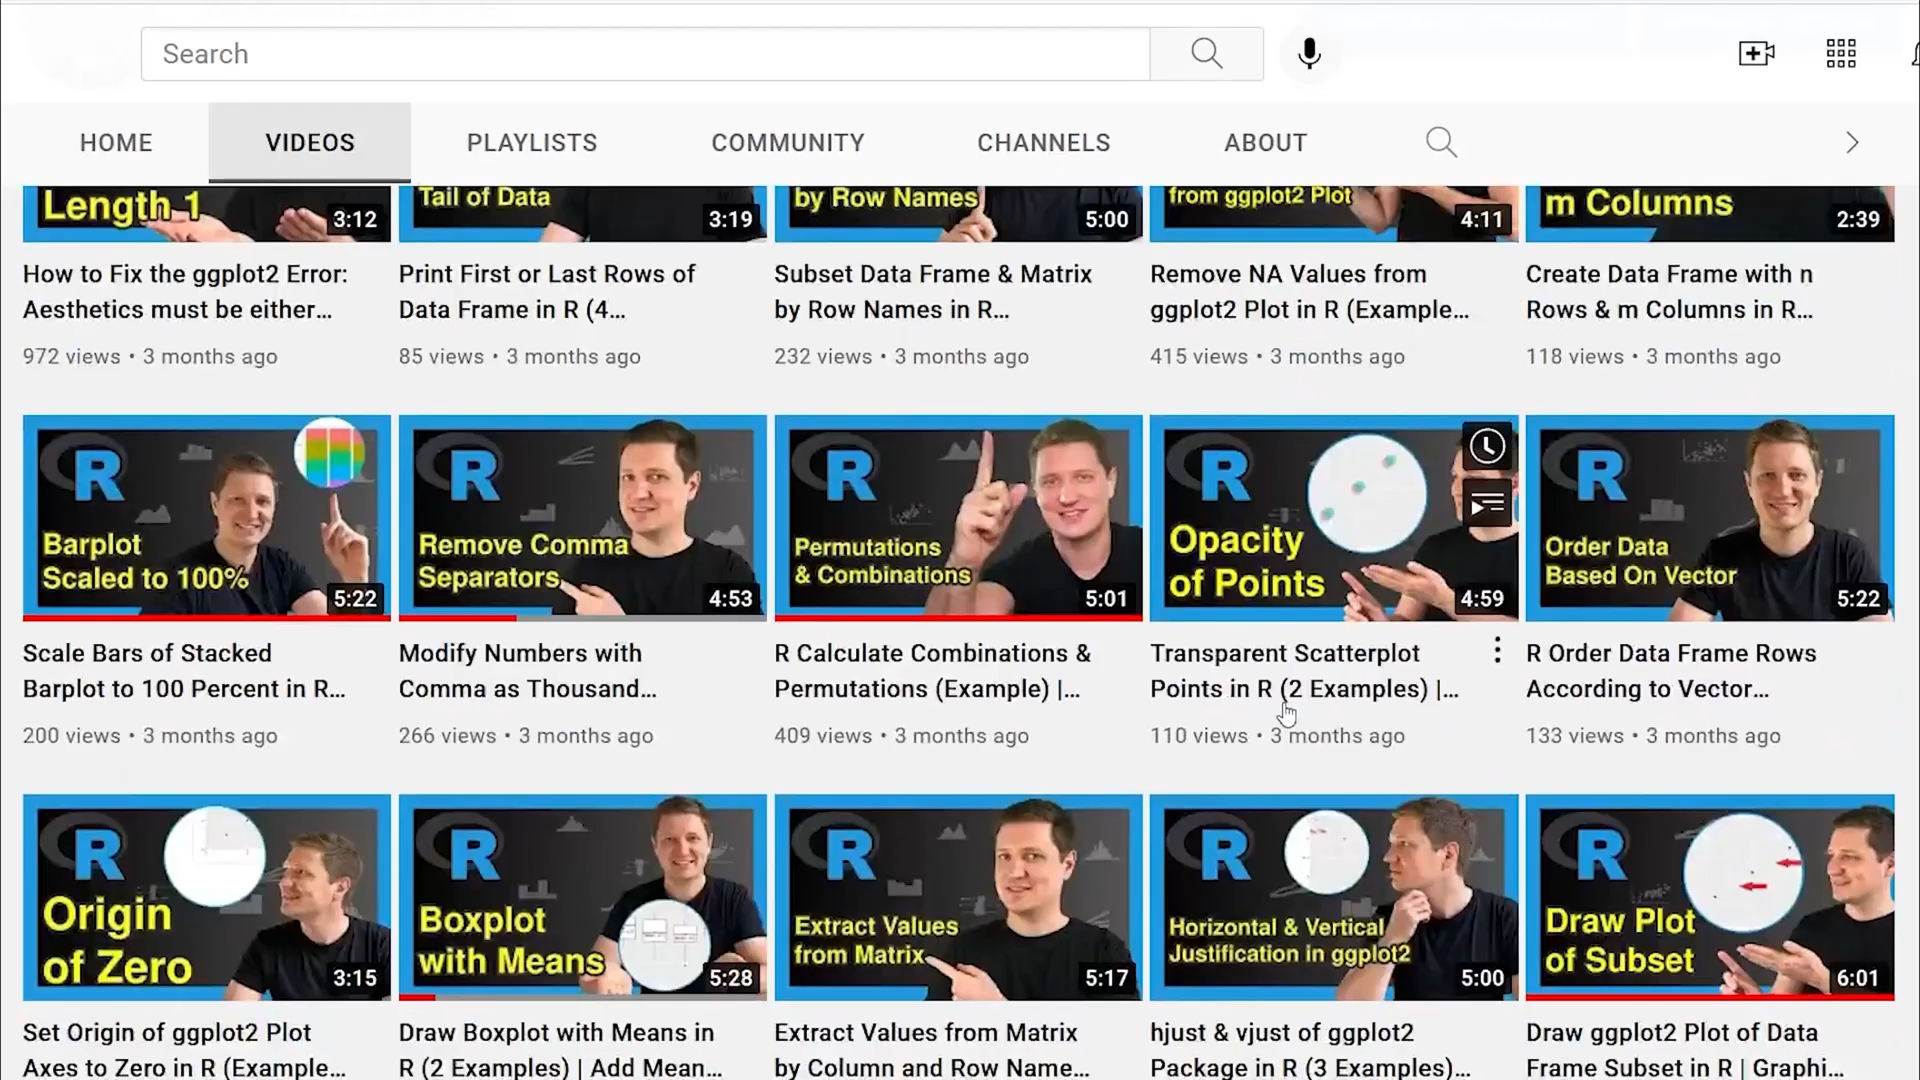 Search
HOME
VIDEOS
PLAYLISTS
COMMUNITY
CHANNELS
ABOUT
Length 1
3:12
Tail of Data
3:19
by Row Names
5:00
from ggplot2 Plot
4:11
m Columns
2:39
How to Fix the ggplot2 Error:
Aesthetics must be either...
972 views • 3 months ago
Print First or Last Rows of
Data Frame in R (4...
85 views • 3 months ago
Subset Data Frame & Matrix
by Row Names in R...
232 views • 3 months ago
Remove NA Values from
ggplot2 Plot in R (Example...
415 views • 3 months ago
Create Data Frame with n
Rows & m Columns in R...
118 views • 3 months ago
R
Barplot
Scaled to 100%
5:22
R
Remove Comma
Separators
4:53
R
Permutations
& Combinations
5:01
R
Opacity
of Points
4:59
R
Order Data
Based On Vector
5:22
Scale Bars of Stacked
Barplot to 100 Percent in R...
200 views • 3 months ago
Modify Numbers with
Comma as Thousand...
266 views • 3 months ago
R Calculate Combinations &
Permutations (Example) |...
409 views • 3 months ago
Transparent Scatterplot
Points in R (2 Examples) |...
110 views • 3 months ago
R Order Data Frame Rows
According to Vector...
133 views • 3 months ago
R
Origin
of Zero
3:15
R
Boxplot
with Means
5:28
R
Extract Values
from Matrix
5:17
R
Horizontal & Vertical
Justification in ggplot2
5:00
R
Draw Plot
of Subset
6:01
Set Origin of ggplot2 Plot
Axes to Zero in R (Example...
Draw Boxplot with Means in
R (2 Examples) | Add Mean...
Extract Values from Matrix
by Column and Row Name...
hjust & vjust of ggplot2
Package in R (3 Examples)...
Draw ggplot2 Plot of Data
Frame Subset in R | Graphi...